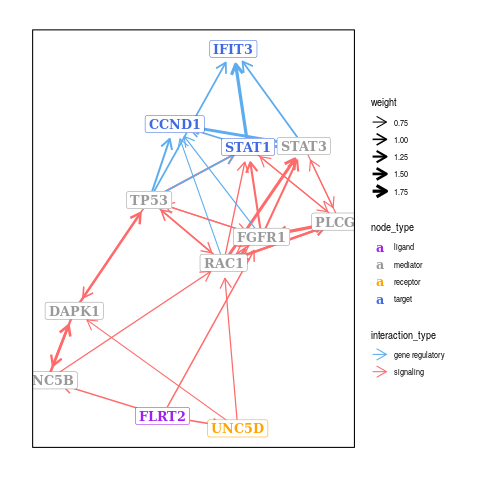 IFIT3
CCND1
STAT1
STAT3
TP53
PLCG
FGFR1
RAC1
DAPK1
NC5B
FLRT2
UNC5D
weight
0.75
1.00
1.25
1.50
1.75
node_type
a ligand
a mediator
a receptor
a target
interaction_type
gene regulatory
signaling